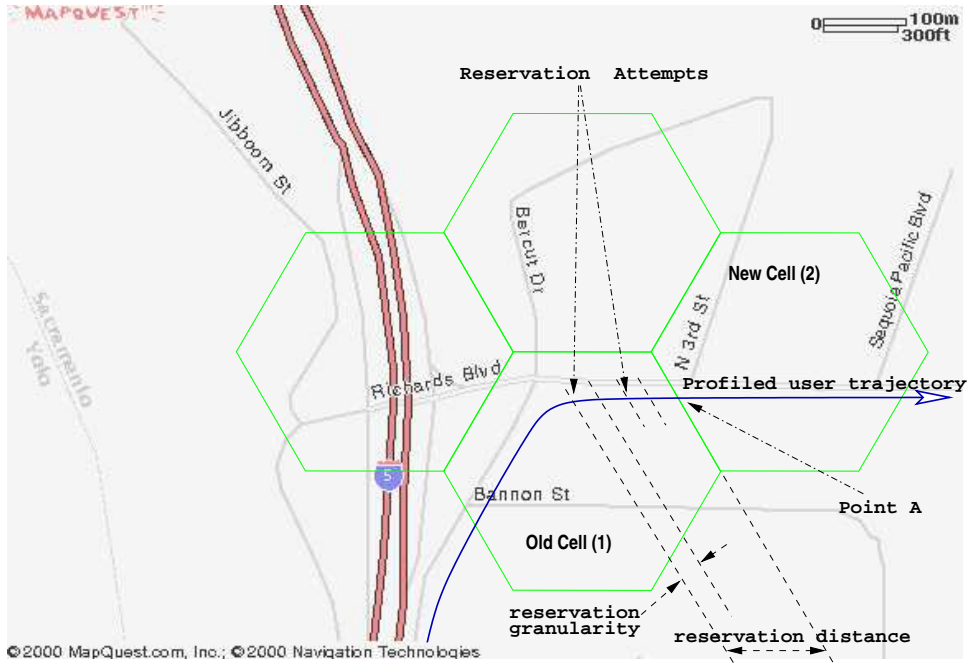 MAPQUEST
0 100m
300ft
Reservation Attempts
Jibboom St
Bercut Dr
New Cell (2)
Sequoia Pacific Blvd
N 3rd St
Sacramento
Yolo
Richards Blvd
Profiled user trajectory
5
Bannon St
Point A
Old Cell (1)
reservation
granularity
reservation distance
©2000 MapQuest.com, Inc.; ©2000 Navigation Technologies